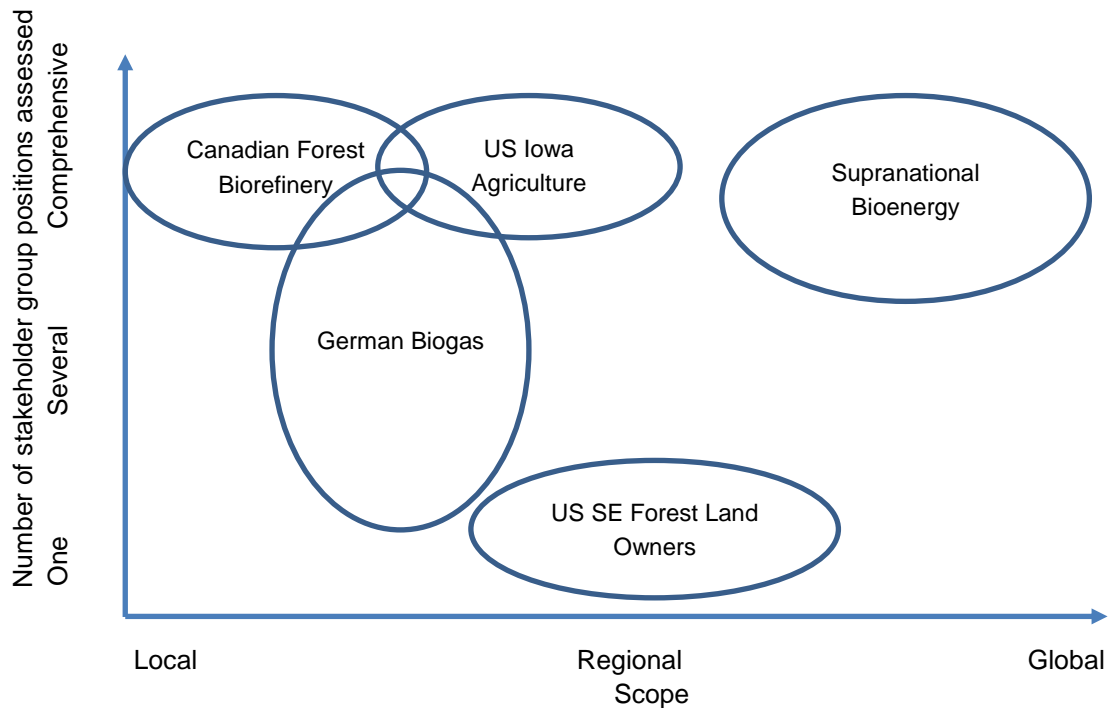 Number of stakeholder group positions assessed
One Several Comprehensive
Canadian Forest
Biorefinery
US Iowa
Agriculture
Supranational
Bioenergy
German Biogas
US SE Forest Land
Owners
Local Regional Global
Scope